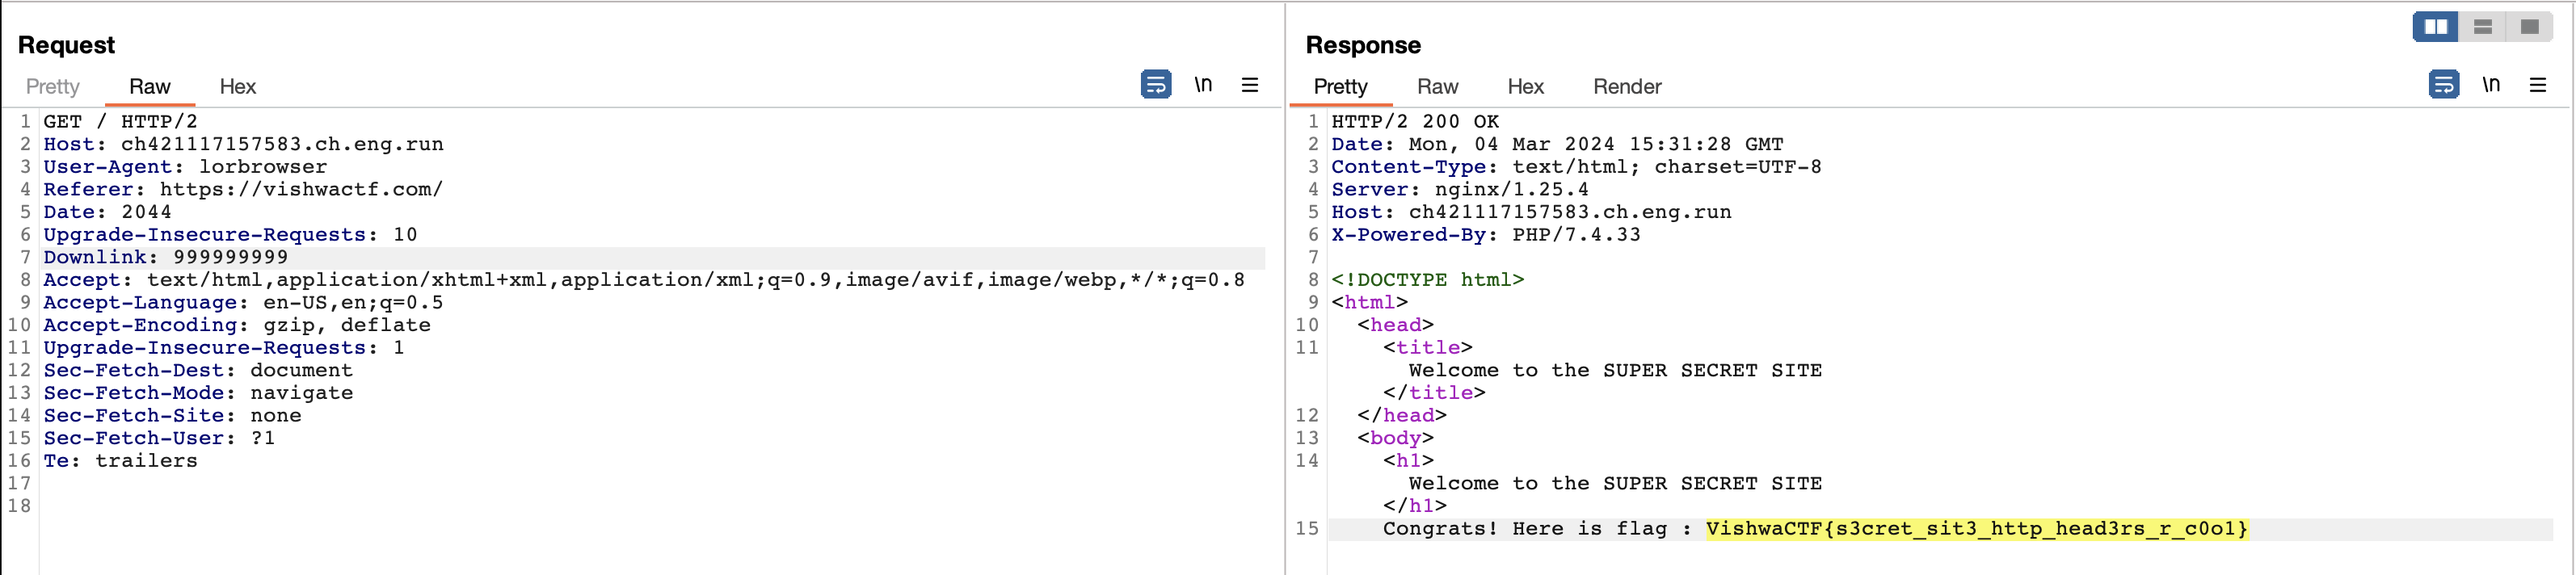 Request
Pretty Raw Hex \n
1 GET / HTTP/2
2 Host: ch421117157583.ch.eng.run
3 User-Agent: lorbrowser
4 Referer: https://vishwactf.com/
5 Date: 2044
6 Upgrade-Insecure-Requests: 10
7 Downlink: 999999999
8 Accept: text/html,application/xhtml+xml,application/xml;q=0.9,image/avif,image/webp,*/*;q=0.8
9 Accept-Language: en-US,en;q=0.5
10 Accept-Encoding: gzip, deflate
11 Upgrade-Insecure-Requests: 1
12 Sec-Fetch-Dest: document
13 Sec-Fetch-Mode: navigate
14 Sec-Fetch-Site: none
15 Sec-Fetch-User: ?1
16 Te: trailers
17
18
Response
Pretty Raw Hex Render \n
1 HTTP/2 200 OK
2 Date: Mon, 04 Mar 2024 15:31:28 GMT
3 Content-Type: text/html; charset=UTF-8
4 Server: nginx/1.25.4
5 Host: ch421117157583.ch.eng.run
6 X-Powered-By: PHP/7.4.33
7
8 <!DOCTYPE html>
9 <html>
10 <head>
11 <title>
Welcome to the SUPER SECRET SITE
</title>
12 </head>
13 <body>
14 <h1>
Welcome to the SUPER SECRET SITE
</h1>
15 Congrats! Here is flag : VishwaCTF{s3cret_sit3_http_head3rs_r_c0o1}